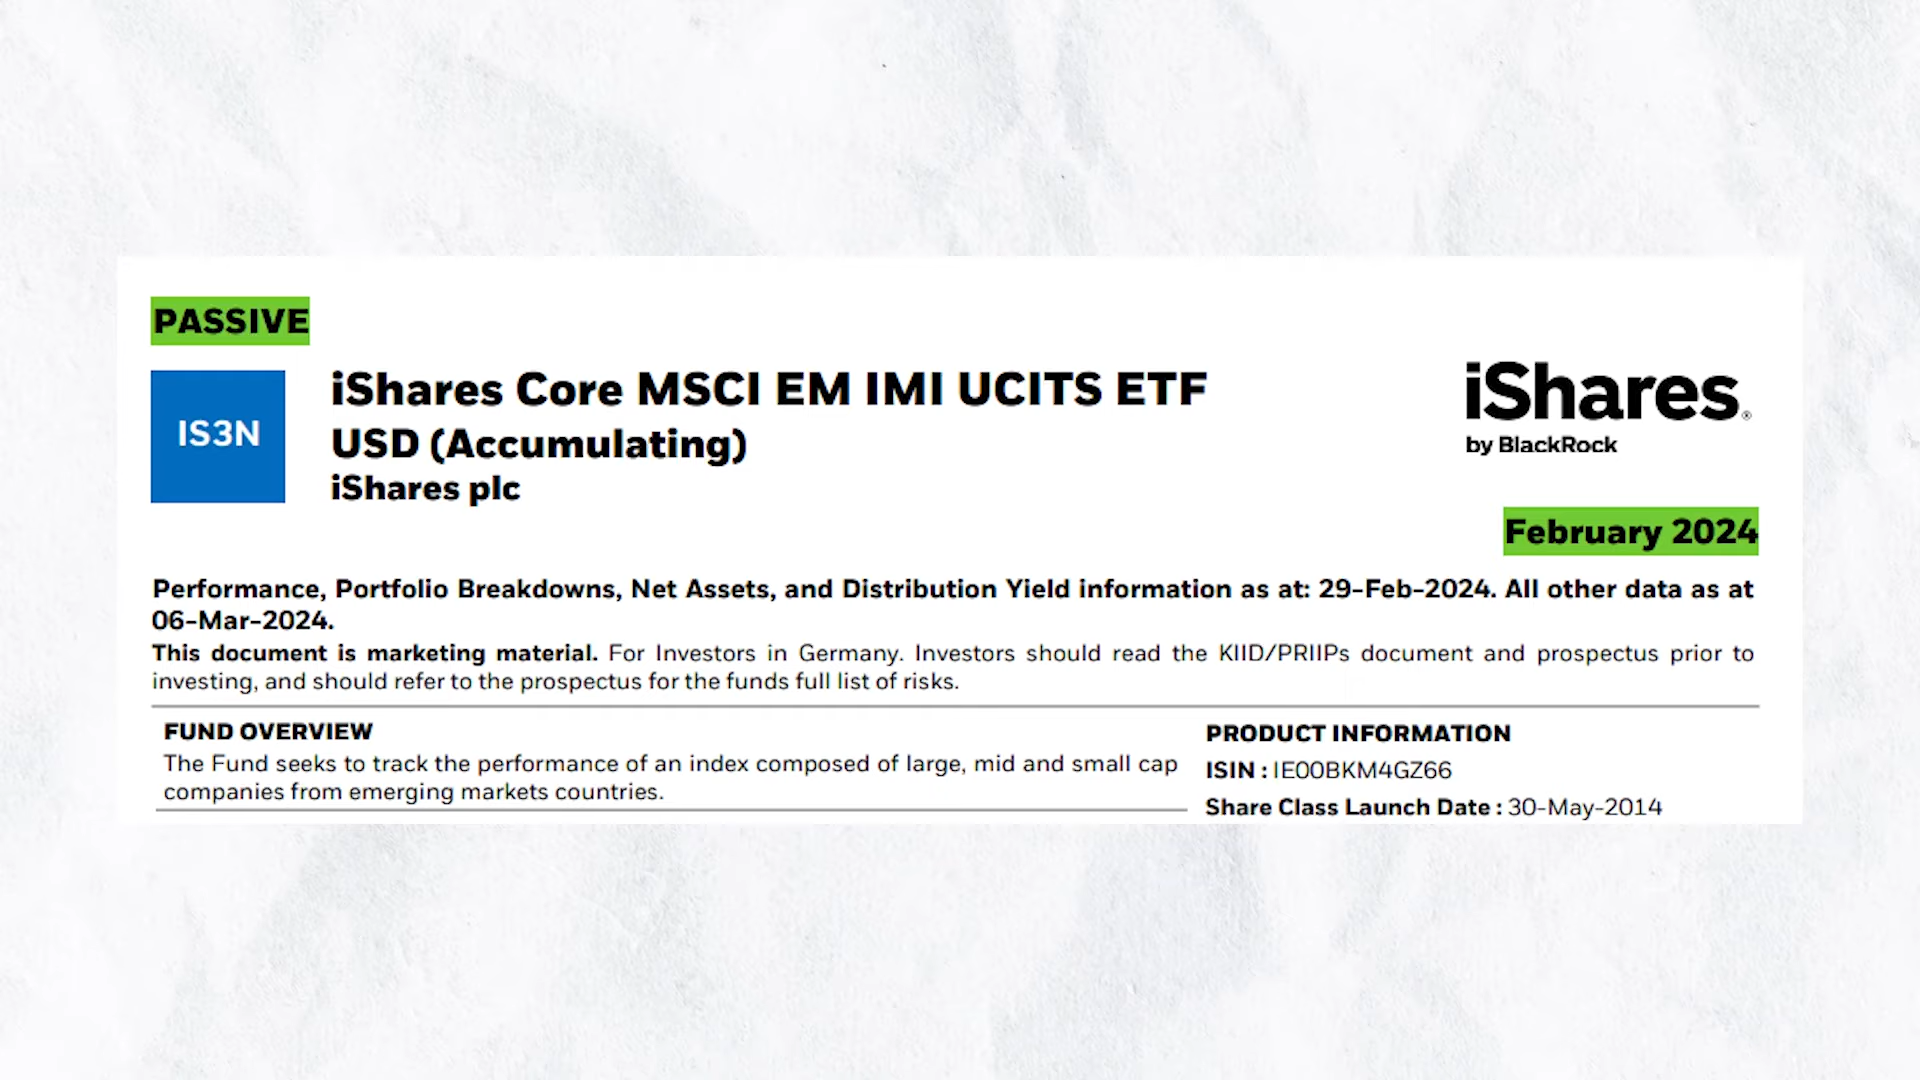 PASSIVE
IS3N
iShares Core MSCI EM IMI UCITS ETF
USD (Accumulating)
iShares plc
iShares®
by BlackRock
February 2024
Performance, Portfolio Breakdowns, Net Assets, and Distribution Yield information as at: 29-Feb-2024. All other data as at
06-Mar-2024.
This document is marketing material. For Investors in Germany. Investors should read the KIID/PRIIPs document and prospectus prior to
investing, and should refer to the prospectus for the funds full list of risks.
FUND OVERVIEW
The Fund seeks to track the performance of an index composed of large, mid and small cap
companies from emerging markets countries.
PRODUCT INFORMATION
ISIN : IE00BKM4GZ66
Share Class Launch Date : 30-May-2014